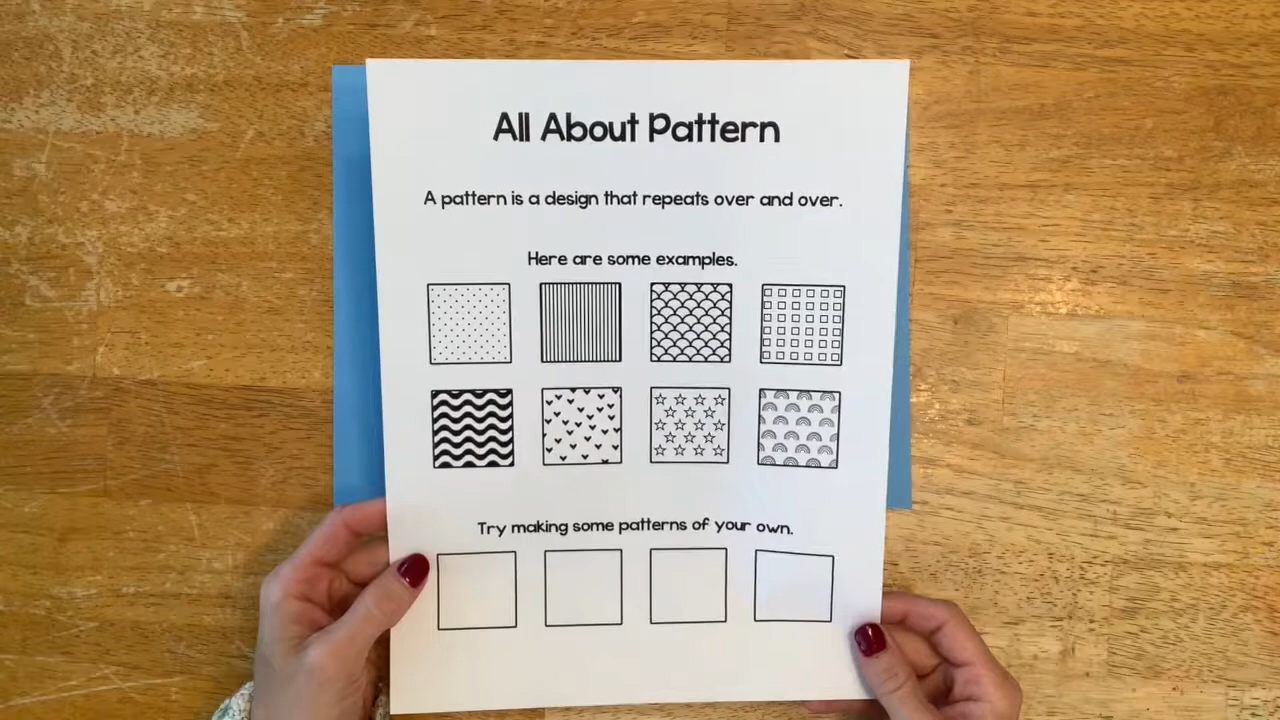 All About Pattern
A pattern is a design that repeats over and over.
Here are some examples.
Try making some patterns of your own.